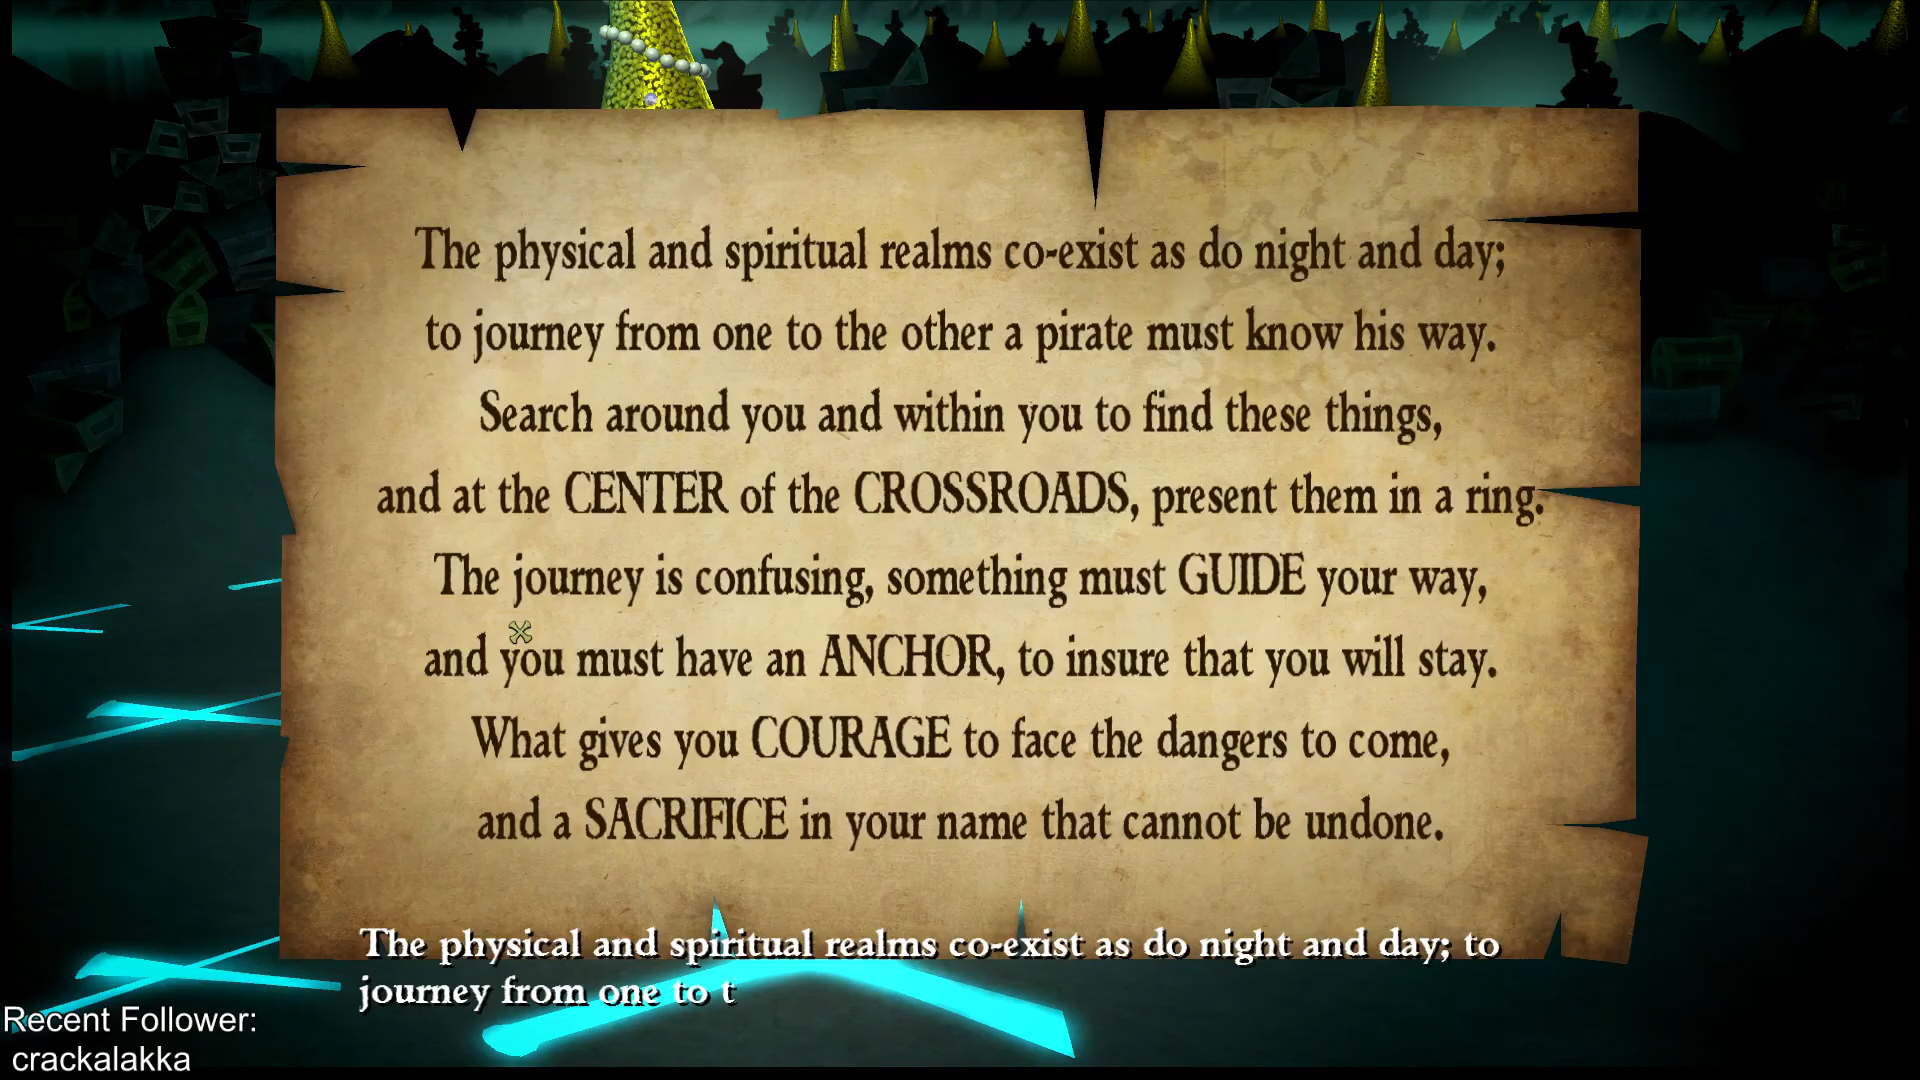 The physical and spiritual realms co-exist as do night and day;
to journey from one to the other a pirate must know his way.
Search around you and within you to find these things,
and at the CENTER of the CROSSROADS, present them in a ring.
The journey is confusing, something must GUIDE your way,
and you must have an ANCHOR, to insure that you will stay.
What gives you COURAGE to face the dangers to come,
and a SACRIFICE in your name that cannot be undone.
The physical and spiritual realms co-exist as do night and day; to
journey from one to t
Recent Follower:
crackalakka